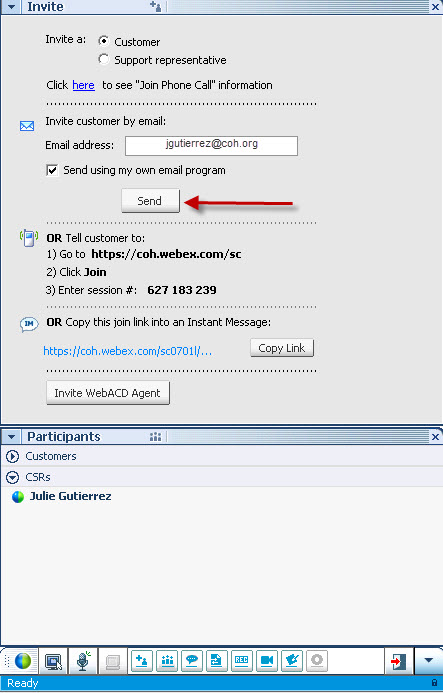 Invite
Invite a: Customer
Support representative
Click here to see "Join Phone Call" information
Invite customer by email:
Email address: jgutierrez@coh.org
Send using my own email program
Send
OR Tell customer to:
1) Go to https://coh.webex.com/sc
2) Click Join
3) Enter session #: 627 183 239
IM OR Copy this join link into an Instant Message:
https://coh.webex.com/sc0701l/... Copy Link
Invite WebACD Agent
Participants
Customers
CSRs
Julie Gutierrez
REC
Ready